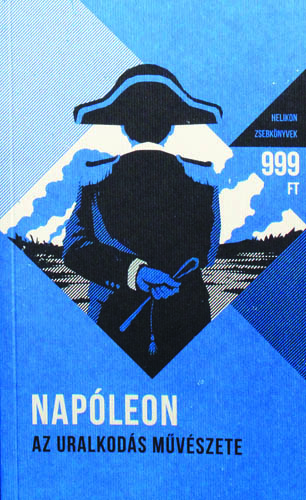 HELIKON
ZSEBKÖNYVEK
999
FT
NAPÓLEON
AZ URALKODÁS MŰVÉSZETE